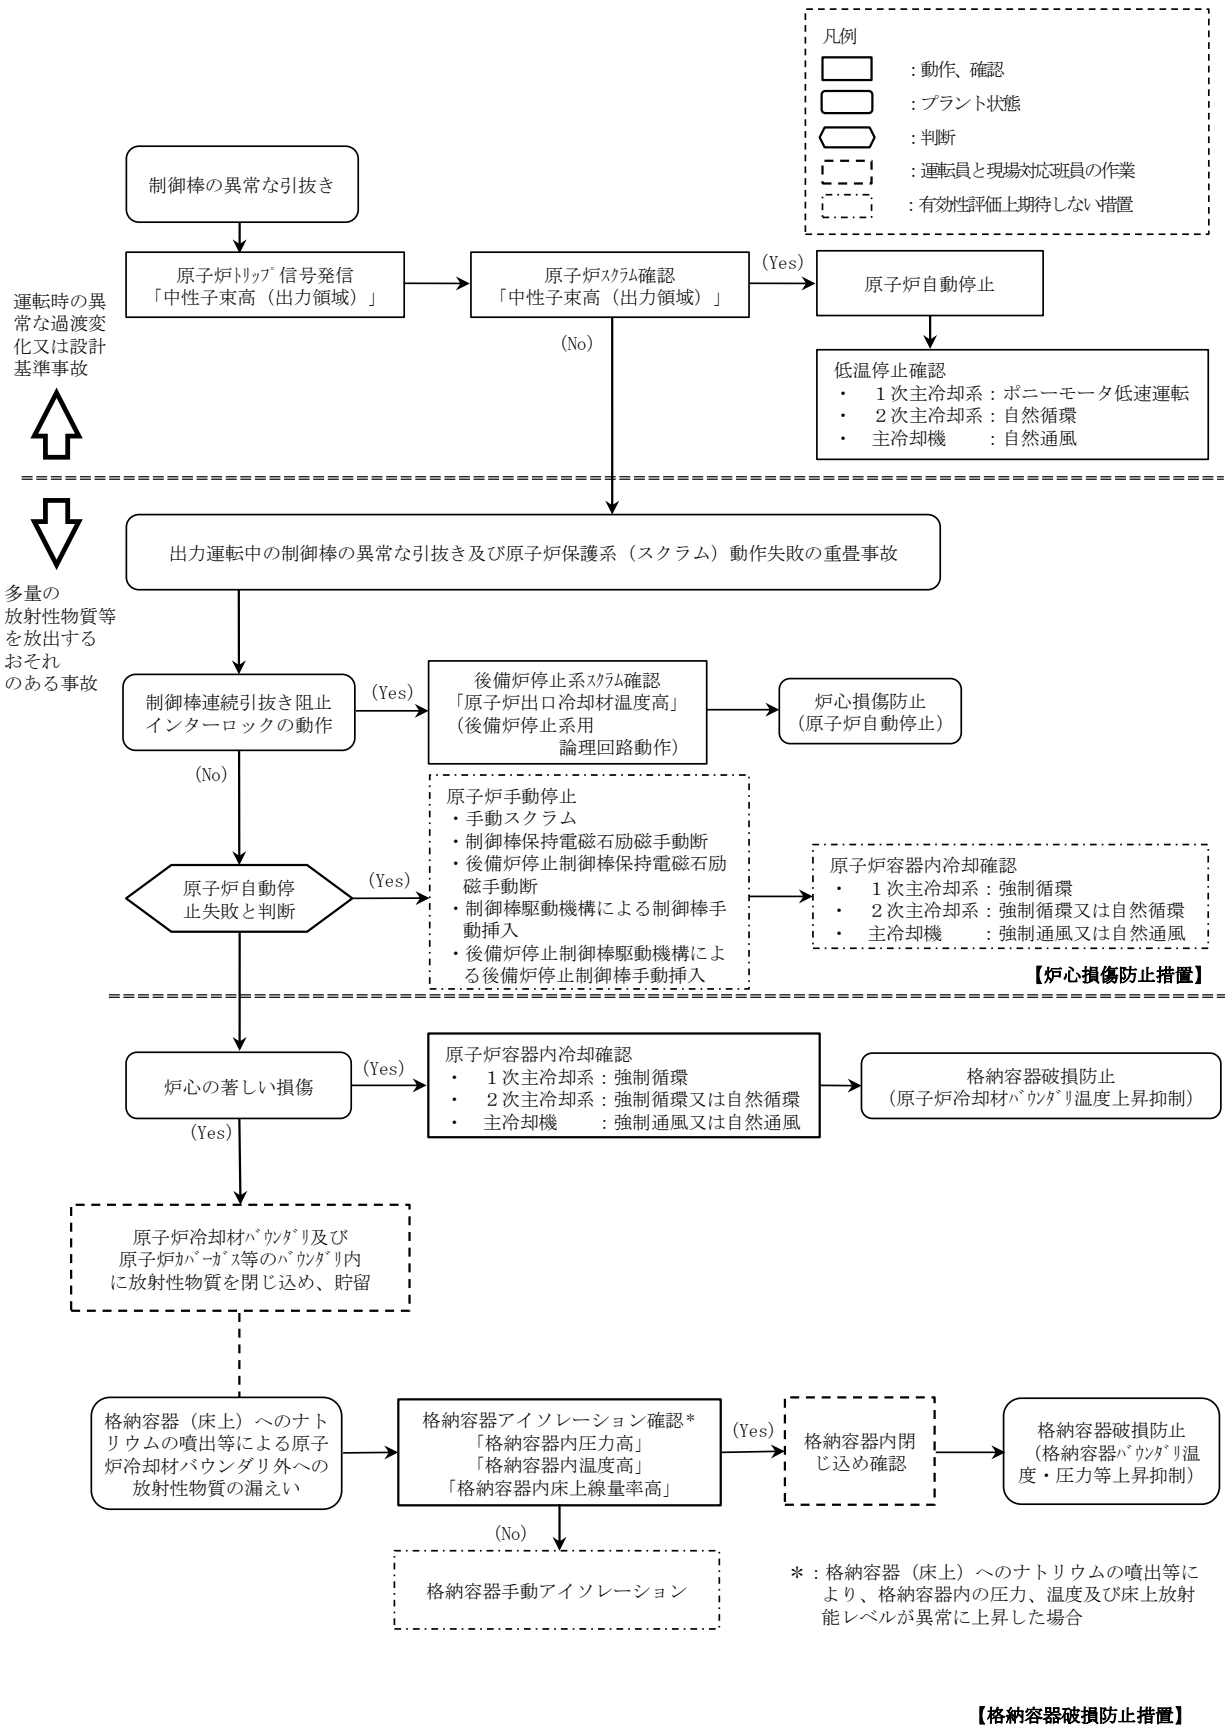 凡例
：動作、確認
：プラント状態
：判断
：運転員と現場対応班員の作業
：有効性評価上期待しない措置
制御棒の異常な引抜き
原子炉ﾄﾘｯﾌﾟ信号発信
「中性子束高（出力領域）」
原子炉ｽｸﾗﾑ確認
「中性子束高（出力領域）」
(Yes)
原子炉自動停止
(No)
運転時の異
常な過渡変
化又は設計
基準事故
低温停止確認
・　１次主冷却系：ポニーモータ低速運転
・　２次主冷却系：自然循環
・　主冷却機　　：自然通風
出力運転中の制御棒の異常な引抜き及び原子炉保護系（スクラム）動作失敗の重畳事故
多量の
放射性物質等
を放出する
おそれ
のある事故
制御棒連続引抜き阻止
インターロックの動作
(Yes)
後備炉停止系ｽｸﾗﾑ確認
「原子炉出口冷却材温度高」
（後備炉停止系用
論理回路動作）
炉心損傷防止
（原子炉自動停止）
(No)
原子炉自動停
止失敗と判断
(Yes)
原子炉手動停止
・手動スクラム
・制御棒保持電磁石励磁手動断
・後備炉停止制御棒保持電磁石励
磁手動断
・制御棒駆動機構による制御棒手
動挿入
・後備炉停止制御棒駆動機構によ
る後備炉停止制御棒手動挿入
原子炉容器内冷却確認
・　１次主冷却系：強制循環
・　２次主冷却系：強制循環又は自然循環
・　主冷却機　　：強制通風又は自然通風
【炉心損傷防止措置】
炉心の著しい損傷
(Yes)
原子炉容器内冷却確認
・　１次主冷却系：強制循環
・　２次主冷却系：強制循環又は自然循環
・　主冷却機　　：強制通風又は自然通風
格納容器破損防止
（原子炉冷却材ﾊﾞｳﾝﾀﾞﾘ温度上昇抑制）
(Yes)
原子炉冷却材ﾊﾞｳﾝﾀﾞﾘ及び
原子炉ｶﾊﾞｰｶﾞｽ等のﾊﾞｳﾝﾀﾞﾘ内
に放射性物質を閉じ込め、貯留
格納容器（床上）へのナト
リウムの噴出等による原子
炉冷却材バウンダリ外への
放射性物質の漏えい
格納容器アイソレーション確認*
「格納容器内圧力高」
「格納容器内温度高」
「格納容器内床上線量率高」
(Yes)
格納容器内閉
じ込め確認
格納容器破損防止
（格納容器ﾊﾞｳﾝﾀﾞﾘ温
度・圧力等上昇抑制）
(No)
格納容器手動アイソレーション
＊：格納容器（床上）へのナトリウムの噴出等に
より、格納容器内の圧力、温度及び床上放射
能レベルが異常に上昇した場合
【格納容器破損防止措置】